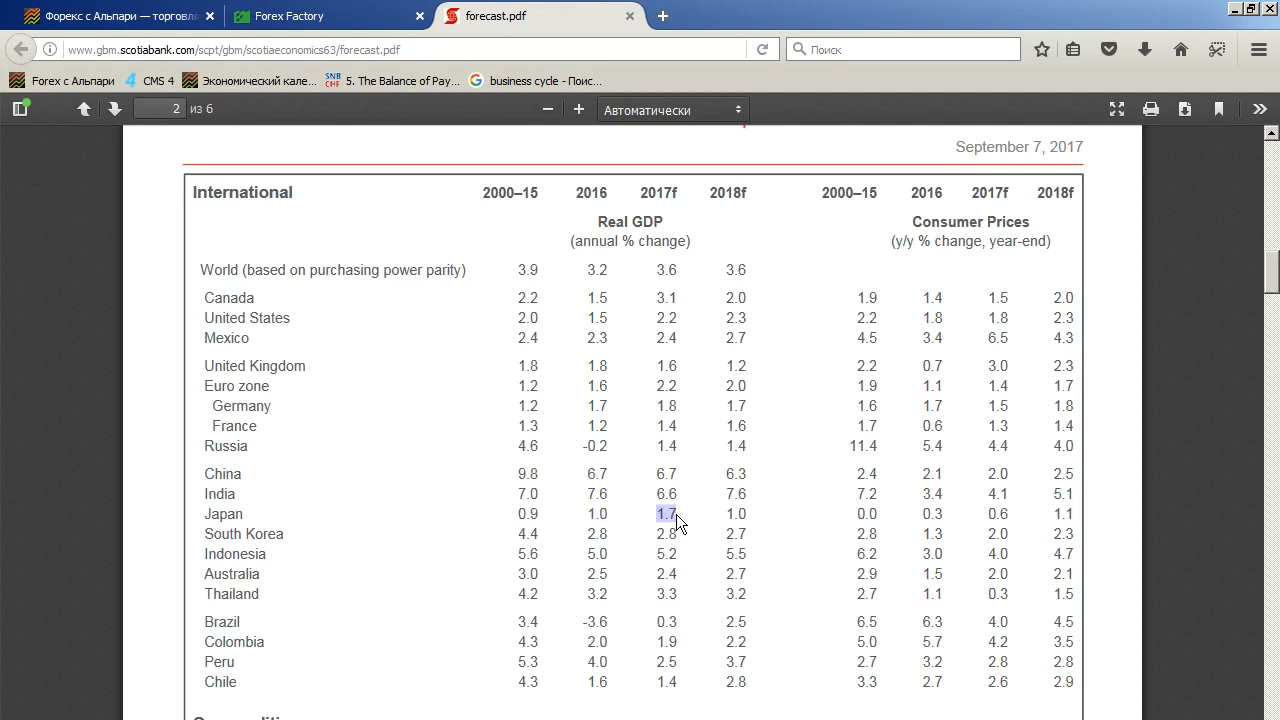 Форекс с Альпари — торговля
Forex Factory
forecast.pdf
www.gbm.scotiabank.com/scpt/gbm/scotiaeconomics63/forecast.pdf
Поиск
Forex с Альпари
CMS 4
Экономический кале...
SNB
5. The Balance of Pay...
business cycle - Поис...
2 из 6
Автоматически
September 7, 2017
International 2000–15 2016 2017f 2018f 2000–15 2016 2017f 2018f
Real GDP Consumer Prices
(annual % change) (y/y % change, year-end)
World (based on purchasing power parity) 3.9 3.2 3.6 3.6
Canada 2.2 1.5 3.1 2.0 1.9 1.4 1.5 2.0
United States 2.0 1.5 2.2 2.3 2.2 1.8 1.8 2.3
Mexico 2.4 2.3 2.4 2.7 4.5 3.4 6.5 4.3
United Kingdom 1.8 1.8 1.6 1.2 2.2 0.7 3.0 2.3
Euro zone 1.2 1.6 2.2 2.0 1.9 1.1 1.4 1.7
Germany 1.2 1.7 1.8 1.7 1.6 1.7 1.5 1.8
France 1.3 1.2 1.4 1.6 1.7 0.6 1.3 1.4
Russia 4.6 -0.2 1.4 1.4 11.4 5.4 4.4 4.0
China 9.8 6.7 6.7 6.3 2.4 2.1 2.0 2.5
India 7.0 7.6 6.6 7.6 7.2 3.4 4.1 5.1
Japan 0.9 1.0 1.7 1.0 0.0 0.3 0.6 1.1
South Korea 4.4 2.8 2.8 2.7 2.8 1.3 2.0 2.3
Indonesia 5.6 5.0 5.2 5.5 6.2 3.0 4.0 4.7
Australia 3.0 2.5 2.4 2.7 2.9 1.5 2.0 2.1
Thailand 4.2 3.2 3.3 3.2 2.7 1.1 0.3 1.5
Brazil 3.4 -3.6 0.3 2.5 6.5 6.3 4.0 4.5
Colombia 4.3 2.0 1.9 2.2 5.0 5.7 4.2 3.5
Peru 5.3 4.0 2.5 3.7 2.7 3.2 2.8 2.8
Chile 4.3 1.6 1.4 2.8 3.3 2.7 2.6 2.9